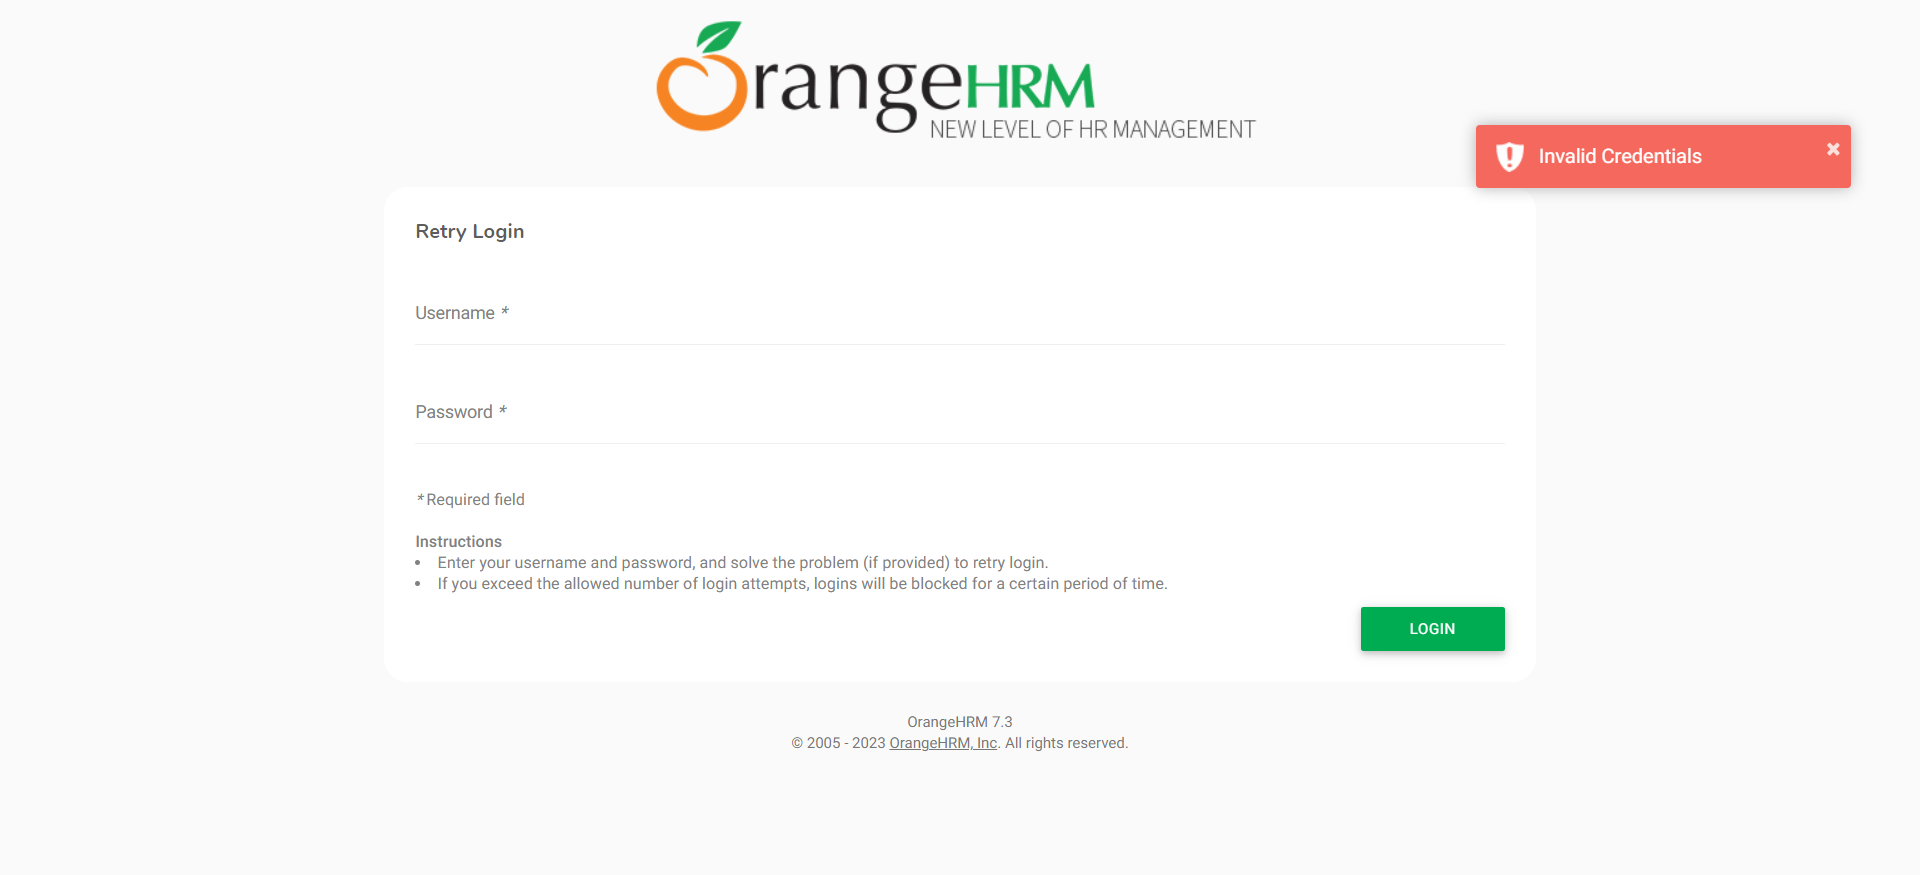 OrangeHRM
NEW LEVEL OF HR MANAGEMENT
Invalid Credentials
Retry Login
Username *
Password *
* Required field
Instructions
• Enter your username and password, and solve the problem (if provided) to retry login.
• If you exceed the allowed number of login attempts, logins will be blocked for a certain period of time.
LOGIN
OrangeHRM 7.3
© 2005 - 2023 OrangeHRM, Inc. All rights reserved.